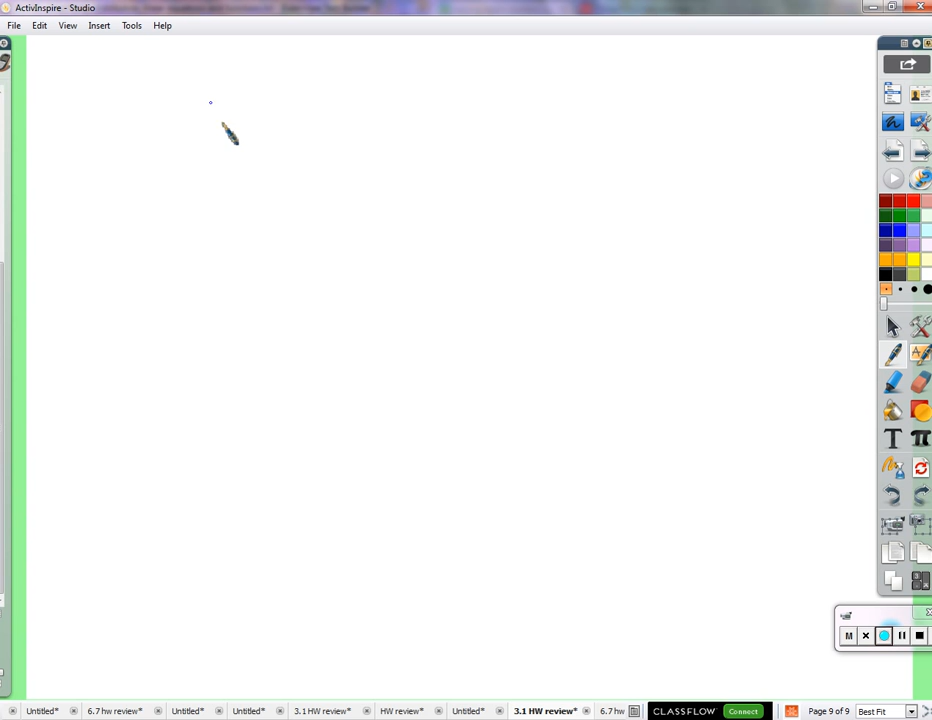 ActivInspire - Studio
File Edit View Insert Tools Help
M
Untitled* 6.7 hw review* Untitled* Untitled* 3.1 HW review* HW review* Untitled* 3.1 HW review* 6.7 hw CLASSFLOW Connect Page 9 of 9 Best Fit